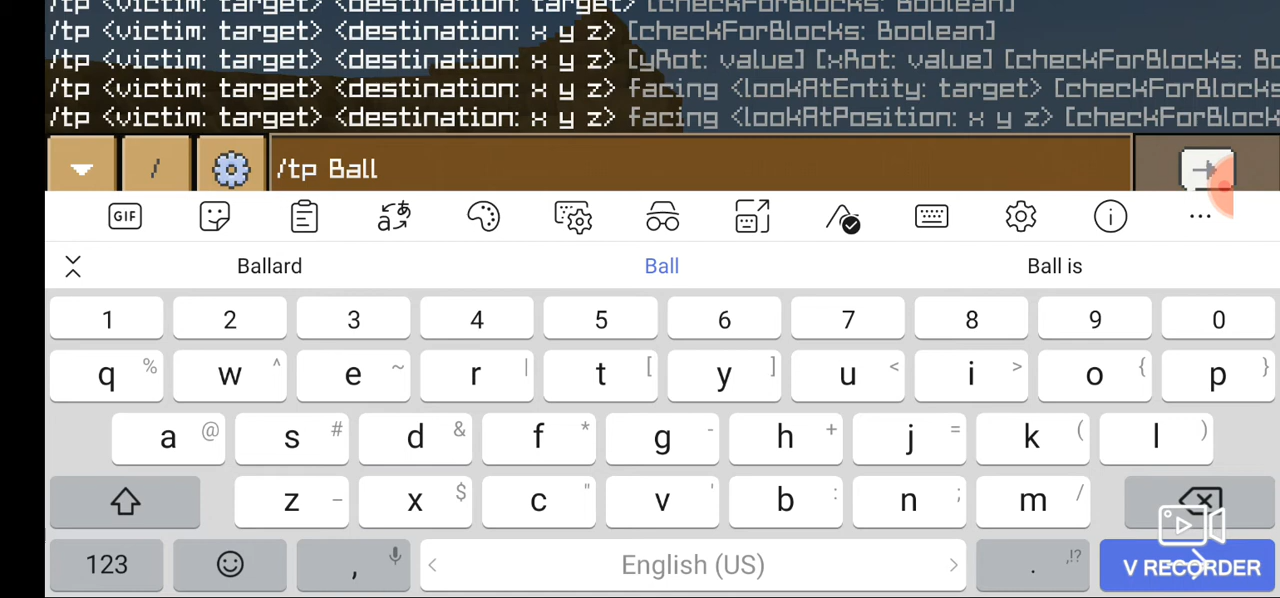 /tp <victim: target> <destination: target> [checkForBlocks: Boolean]
/tp <victim: target> <destination: x y z> [checkForBlocks: Boolean]
/tp <victim: target> <destination: x y z> [yRot: value] [xRot: value] [checkForBlocks: Bo
/tp <victim: target> <destination: x y z> facing <lookAtEntity: target> [checkForBlocks
/tp <victim: target> <destination: x y z> facing <lookAtPosition: x y z> [checkForBlock
/ /tp Ball
GIF aあ i ...
Ballard Ball Ball is
1 2 3 4 5 6 7 8 9 0
q % w ^ e ~ r | t [ y ] u < i > o { p }
a @ s # d & f * g - h + j = k ( l )
z _ x $ c " v ' b : n ; m /
123 , < English (US) > . ,!? V RECORDER